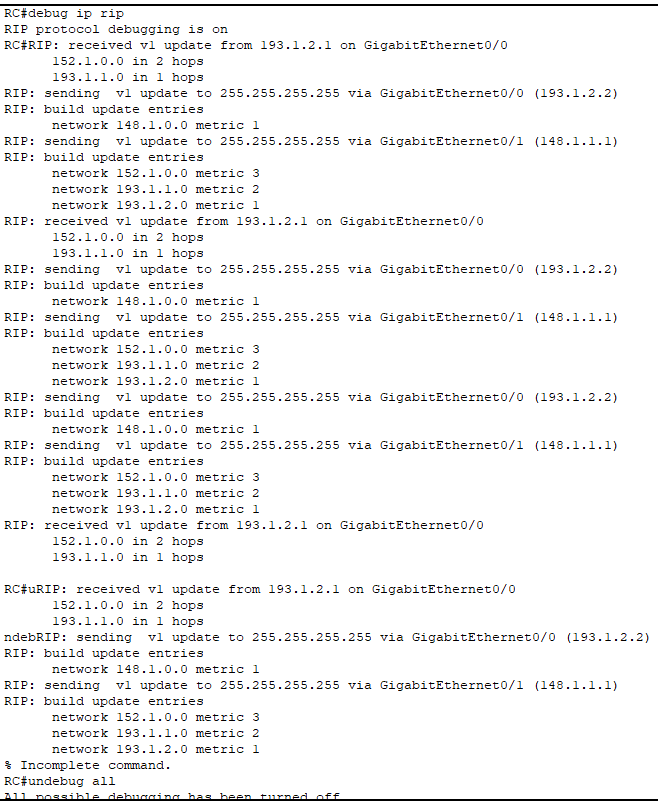 RC#debug ip rip
RIP protocol debugging is on
RC#RIP: received v1 update from 193.1.2.1 on GigabitEthernet0/0
152.1.0.0 in 2 hops
193.1.1.0 in 1 hops
RIP: sending  v1 update to 255.255.255.255 via GigabitEthernet0/0 (193.1.2.2)
RIP: build update entries
network 148.1.0.0 metric 1
RIP: sending  v1 update to 255.255.255.255 via GigabitEthernet0/1 (148.1.1.1)
RIP: build update entries
network 152.1.0.0 metric 3
network 193.1.1.0 metric 2
network 193.1.2.0 metric 1
RIP: received v1 update from 193.1.2.1 on GigabitEthernet0/0
152.1.0.0 in 2 hops
193.1.1.0 in 1 hops
RIP: sending  v1 update to 255.255.255.255 via GigabitEthernet0/0 (193.1.2.2)
RIP: build update entries
network 148.1.0.0 metric 1
RIP: sending  v1 update to 255.255.255.255 via GigabitEthernet0/1 (148.1.1.1)
RIP: build update entries
network 152.1.0.0 metric 3
network 193.1.1.0 metric 2
network 193.1.2.0 metric 1
RIP: sending  v1 update to 255.255.255.255 via GigabitEthernet0/0 (193.1.2.2)
RIP: build update entries
network 148.1.0.0 metric 1
RIP: sending  v1 update to 255.255.255.255 via GigabitEthernet0/1 (148.1.1.1)
RIP: build update entries
network 152.1.0.0 metric 3
network 193.1.1.0 metric 2
network 193.1.2.0 metric 1
RIP: received v1 update from 193.1.2.1 on GigabitEthernet0/0
152.1.0.0 in 2 hops
193.1.1.0 in 1 hops
RC#uRIP: received v1 update from 193.1.2.1 on GigabitEthernet0/0
152.1.0.0 in 2 hops
193.1.1.0 in 1 hops
ndebRIP: sending  v1 update to 255.255.255.255 via GigabitEthernet0/0 (193.1.2.2)
RIP: build update entries
network 148.1.0.0 metric 1
RIP: sending  v1 update to 255.255.255.255 via GigabitEthernet0/1 (148.1.1.1)
RIP: build update entries
network 152.1.0.0 metric 3
network 193.1.1.0 metric 2
network 193.1.2.0 metric 1
% Incomplete command.
RC#undebug all
All possible debugging has been turned off